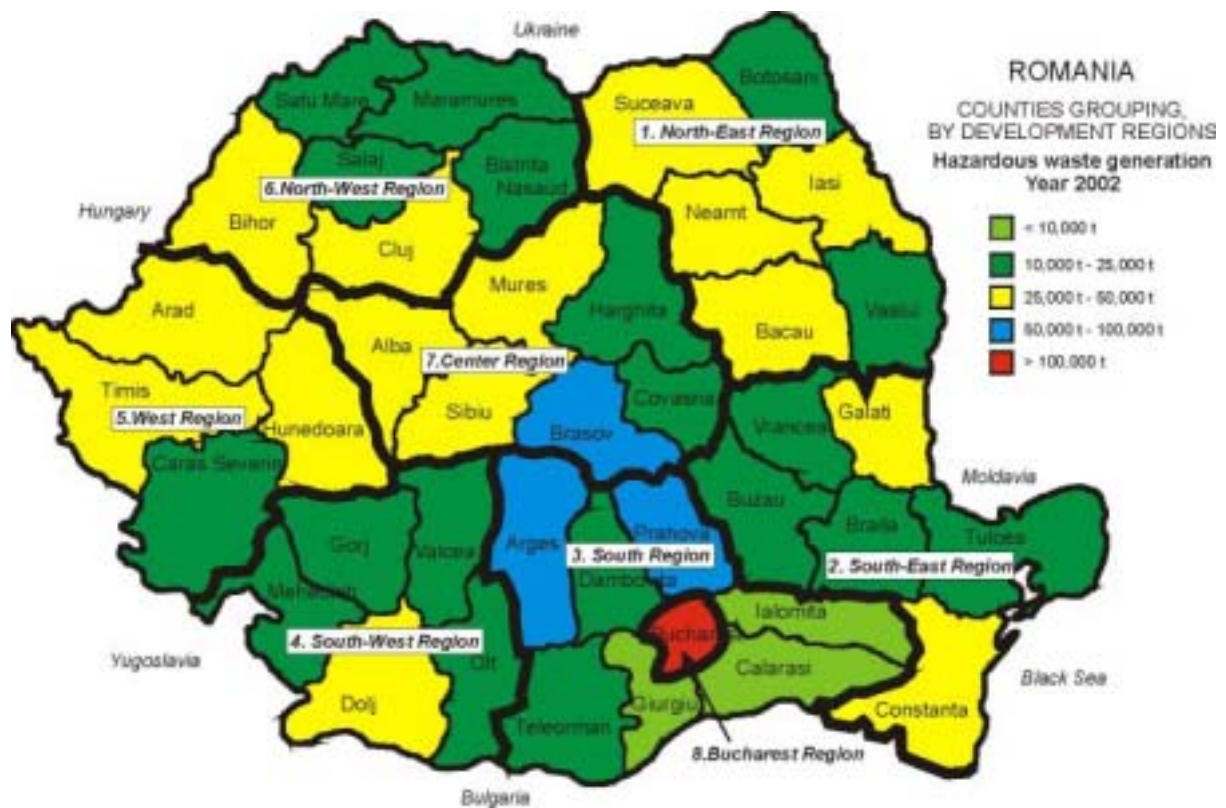 Ukraine
ROMANIA
COUNTIES GROUPING,
BY DEVELOPMENT REGIONS
Hazardous waste generation
Year 2002
< 10,000 t
10,000 t - 25,000 t
25,000 t - 50,000 t
50,000 t - 100,000 t
> 100,000 t
Botosani
Satu Mare
Maramures
Suceava
1. North-East Region
Salaj
Bistrita
Nasaud
6.North-West Region
Iasi
Hungary
Bihor
Neamt
Cluj
Mures
Arad
Harghita
Vaslui
Bacau
Alba
7.Center Region
Timis
5.West Region
Sibiu
Covasna
Hunedoara
Brasov
Vrancea
Galati
Caras Severin
Moldavia
Buzau
Braila
Tulcea
Gorj
Valcea
Arges
Prahova
3. South Region
Dambovita
2. South-East Region
Mehedinti
Ialomita
4. South-West Region
Olt
Bucharest
Calarasi
Yugoslavia
Black Sea
Dolj
Teleorman
Giurgiu
Constanta
8.Bucharest Region
Bulgaria